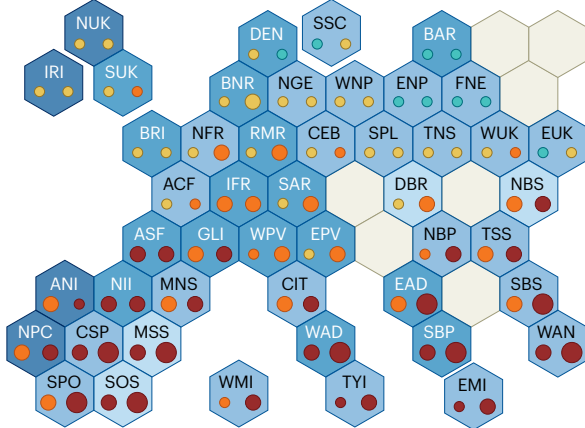 NUK SSC
DEN BAR
IRI SUK BNR NGE WNP ENP FNE
BRI NFR RMR CEB SPL TNS WUK EUK
ACF IFR SAR DBR NBS
ASF GLI WPV EPV NBP TSS
ANI NII MNS CIT EAD SBS
NPC CSP MSS WAD SBP WAN
SPO SOS WMI TYI EMI